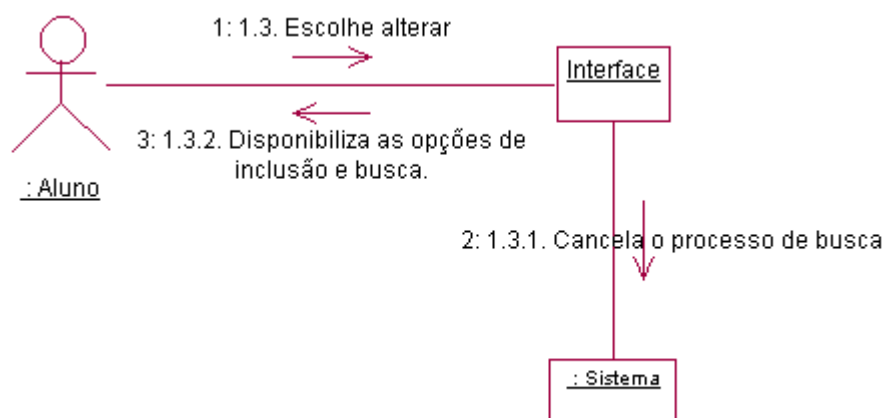 1: 1.3. Escolhe alterar
Interface
3: 1.3.2. Disponibiliza as opções de
inclusão e busca.
: Aluno
2: 1.3.1. Cancela o processo de busca
: Sistema